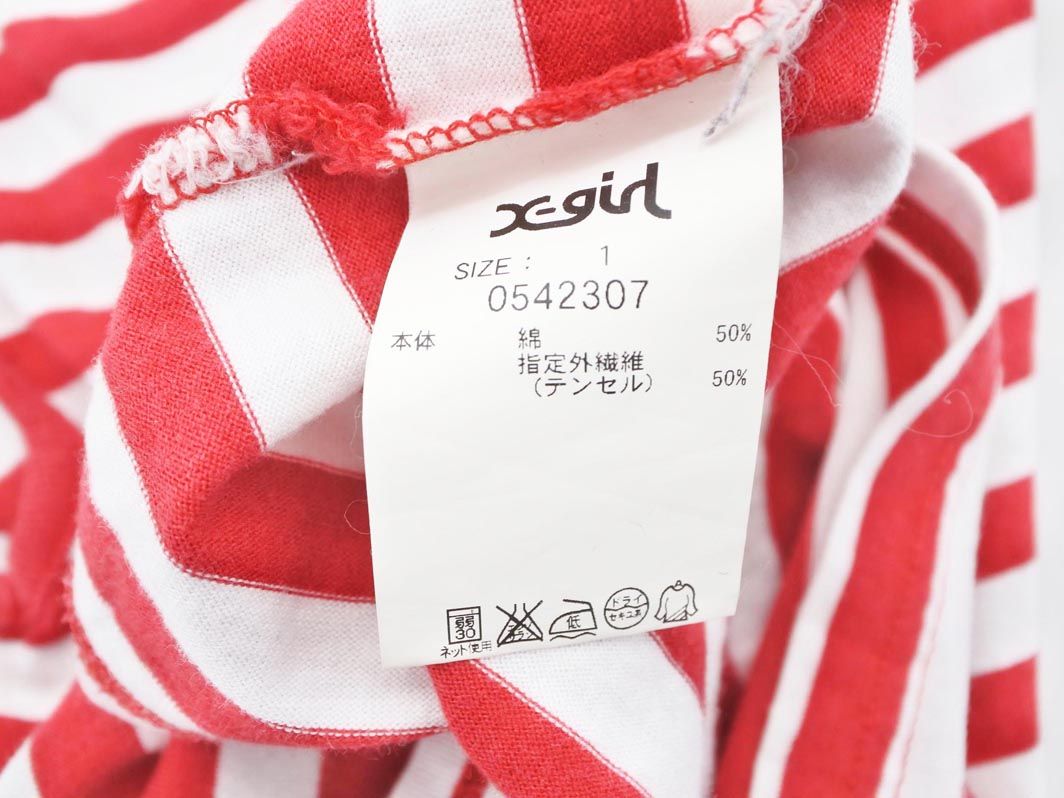 X-girl
SIZE : 1
0542307
本体 綿 50%
指定外繊維
(テンセル) 50%
弱 30
低
ドライ
セキユ系
ネット使用